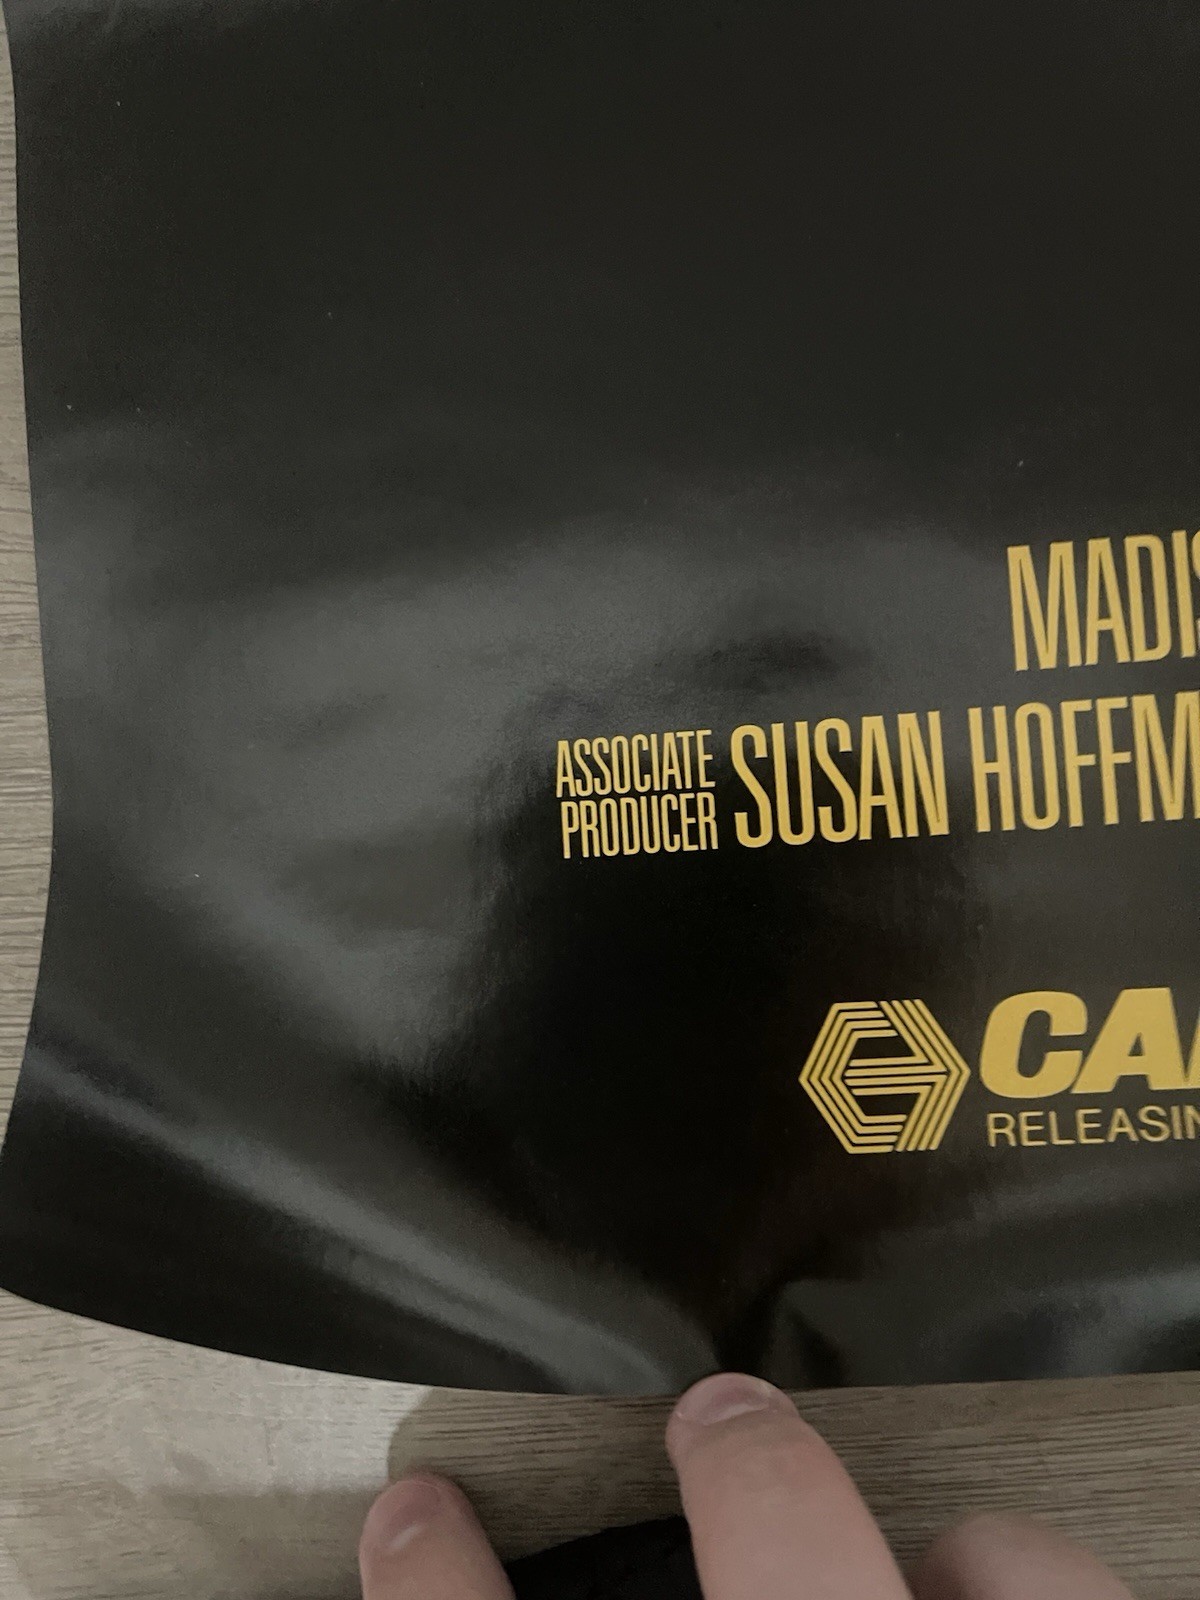 MADIS
ASSOCIATE
PRODUCER SUSAN HOFFM
CA
RELEASIN